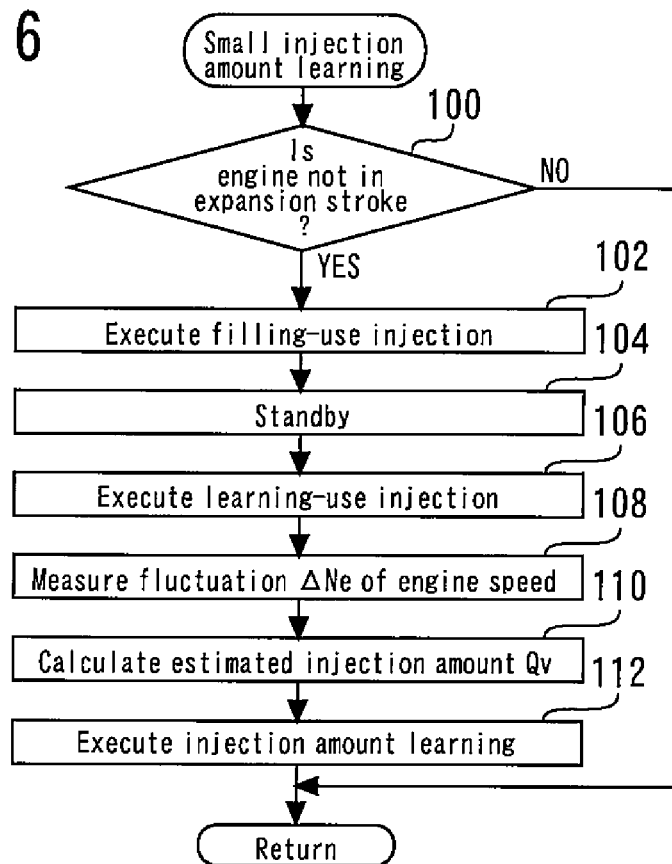 6
Small injection
amount learning
100
Is
engine not in
expansion stroke
?
NO
YES
102
Execute filling-use injection
104
Standby
106
Execute learning-use injection
108
Measure fluctuation ΔNe of engine speed
110
Calculate estimated injection amount Qv
112
Execute injection amount learning
Return